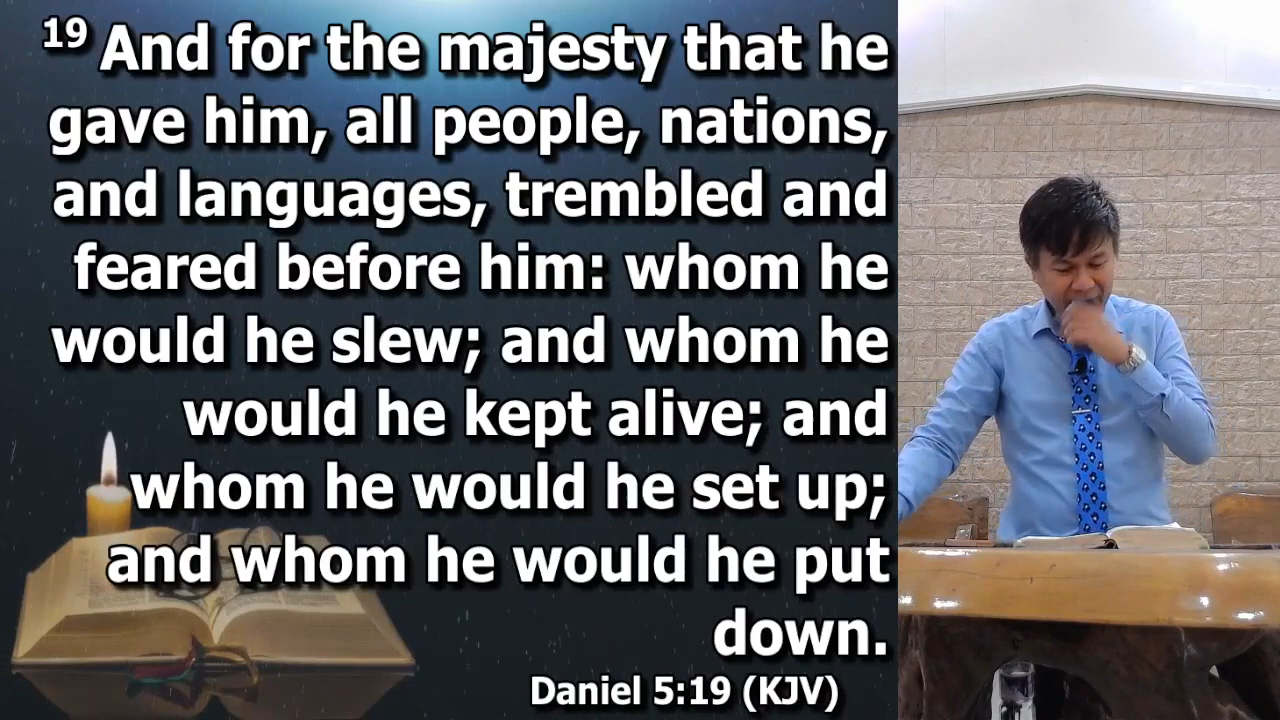 19 And for the majesty that he
gave him, all people, nations,
and languages, trembled and
feared before him: whom he
would he slew; and whom he
would he kept alive; and
whom he would he set up;
and whom he would he put
down.
Daniel 5:19 (KJV)